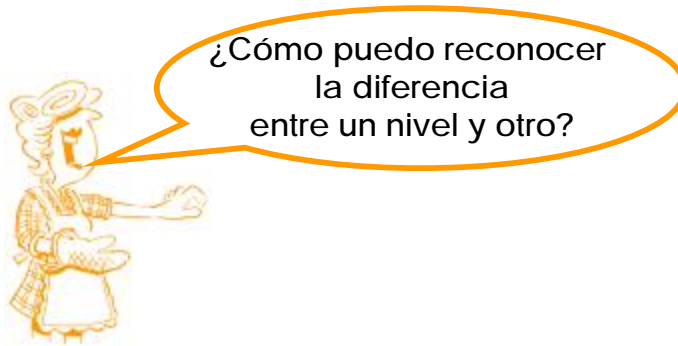 ¿Cómo puedo reconocer
la diferencia
entre un nivel y otro?